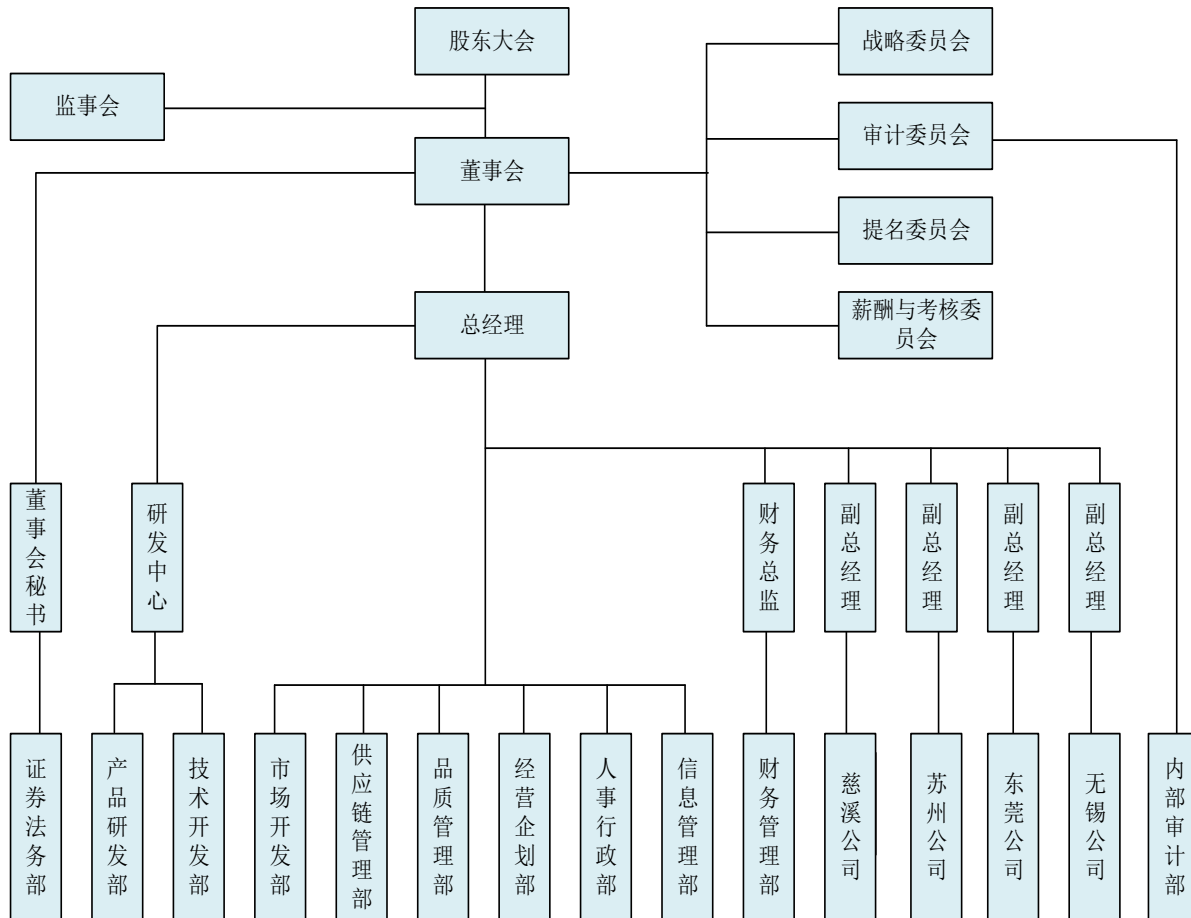 股东大会
战略委员会
监事会
审计委员会
董事会
提名委员会
总经理
薪酬与考核委
员会
董事会秘书
研发中心
财务总监
副总经理
副总经理
副总经理
副总经理
证券法务部
产品研发部
技术开发部
市场开发部
供应链管理部
品质管理部
经营企划部
人事行政部
信息管理部
财务管理部
慈溪公司
苏州公司
东莞公司
无锡公司
内部审计部